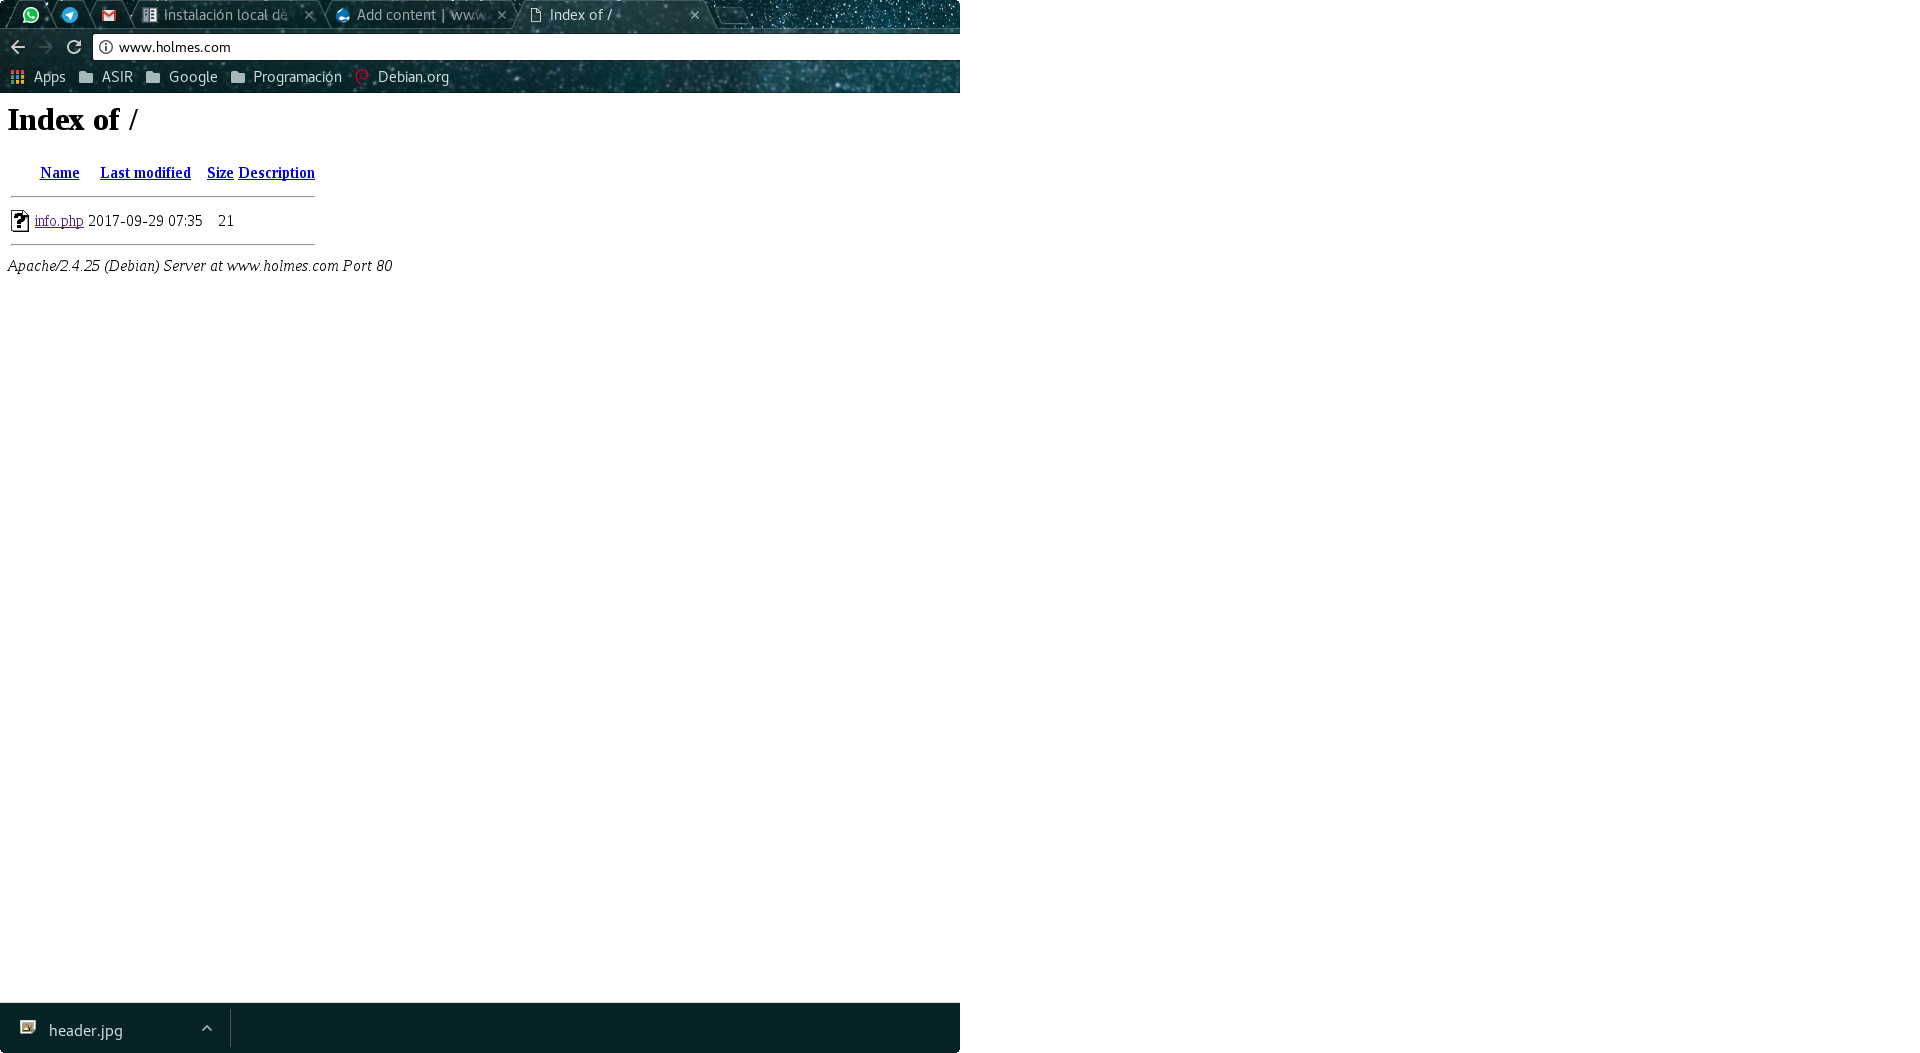 Instalación local de
Add content | www
Index of /
www.holmes.com
Apps ASIR Google Programación Debian.org
Index of /
Name Last modified Size Description
info.php 2017-09-29 07:35 21
Apache/2.4.25 (Debian) Server at www.holmes.com Port 80
header.jpg